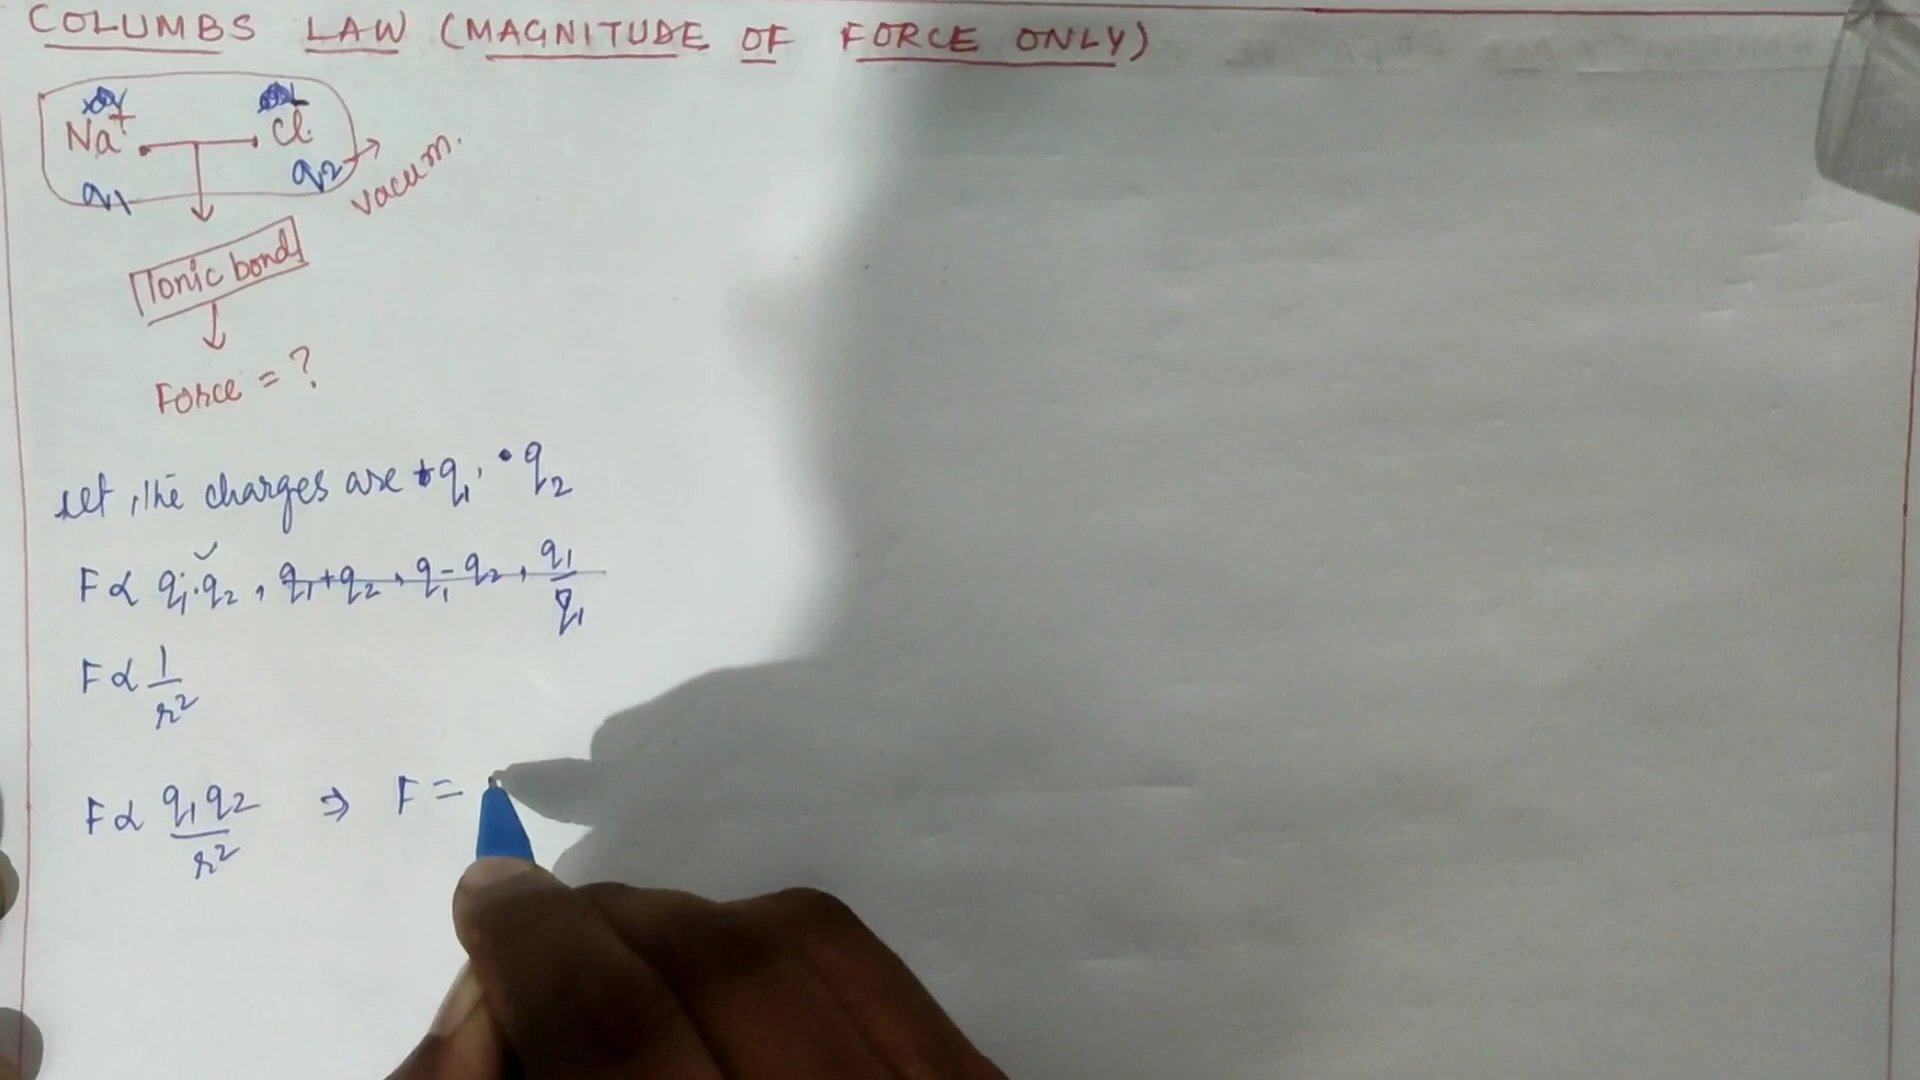 COLUMBS LAW (MAGNITUDE OF FORCE ONLY)
Na⁺ Cl
q1 q2
vacum.
Ionic bond
Force = ?
Let, the charges are +q₁ · q₂
F∝ q₁·q₂, q₁+q₂, q₁-q₂, q₁/q₁
F∝ 1/r²
F∝ q₁q₂/r² ⇒ F=